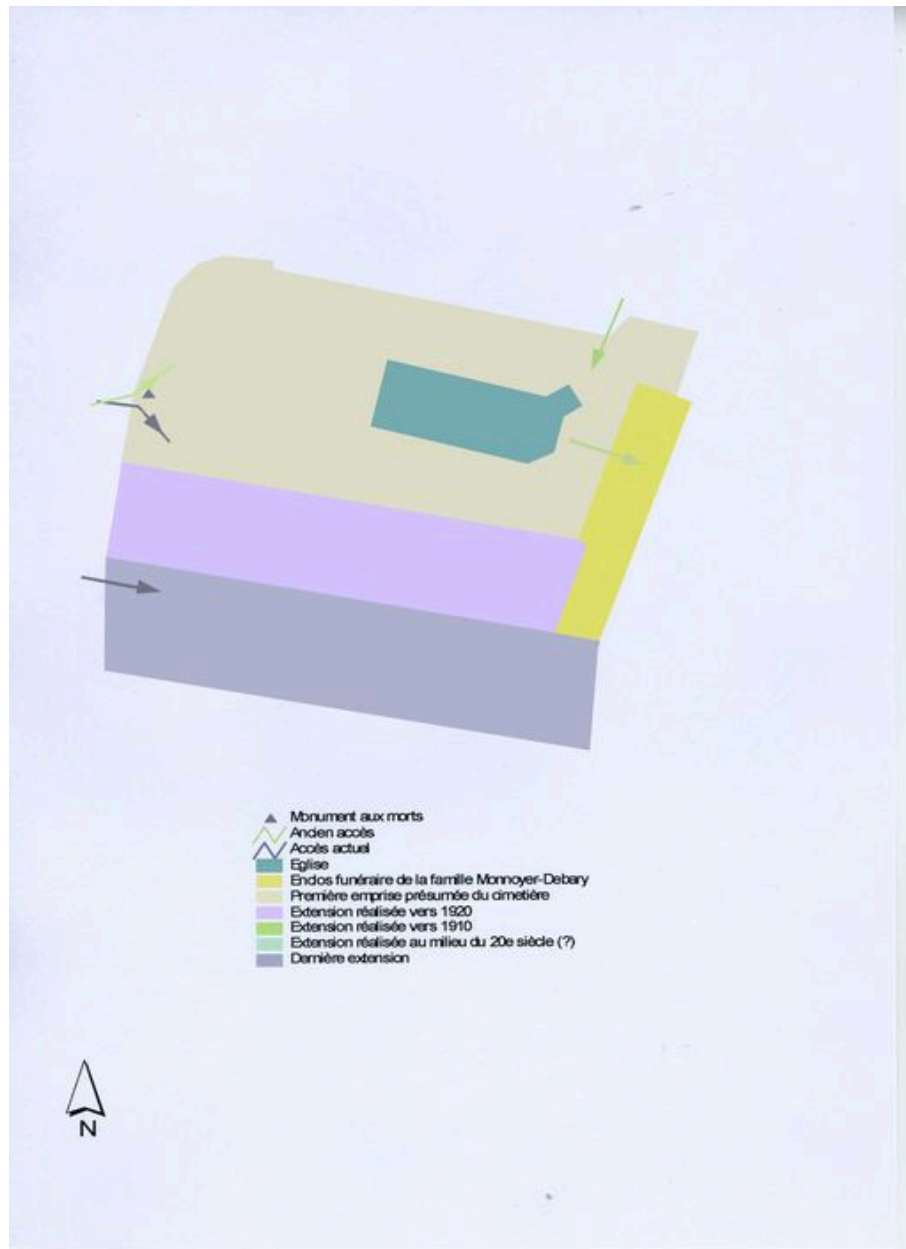 Monument aux morts
Ancien accès
Accès actuel
Eglise
Enclos funéraire de la famille Monnoyer-Debary
Première emprise présumée du cimetière
Extension réalisée vers 1920
Extension réalisée vers 1910
Extension réalisée au milieu du 20e siècle (?)
Dernière extension
N